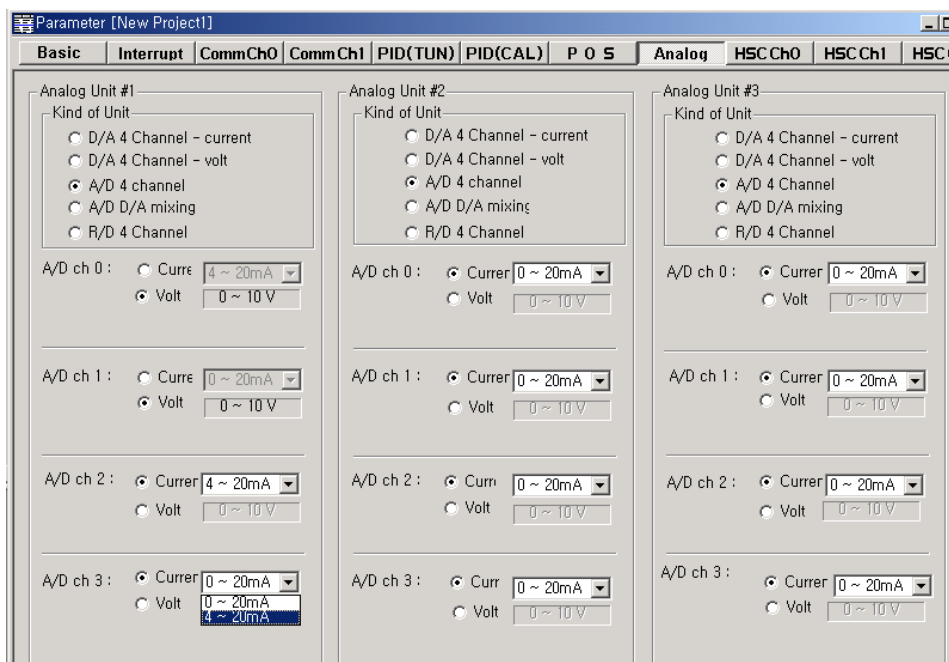 Parameter [New Project1]
Basic Interrupt CommCh0 CommCh1 PID(TUN) PID(CAL) P O S Analog HSCCh0 HSCCh1 HSC
Analog Unit #1
Kind of Unit
D/A 4 Channel - current
D/A 4 Channel - volt
A/D 4 channel
A/D D/A mixing
R/D 4 Channel
A/D ch 0 : Curre 4 ~ 20mA
Volt 0 ~ 10 V
A/D ch 1 : Curre 0 ~ 20mA
Volt 0 ~ 10 V
A/D ch 2 : Currer 4 ~ 20mA
Volt 0 ~ 10 V
A/D ch 3 : Currer 0 ~ 20mA
Volt 0 ~ 20mA
4 ~ 20mA
Analog Unit #2
Kind of Unit
D/A 4 Channel - current
D/A 4 Channel - volt
A/D 4 channel
A/D D/A mixing
R/D 4 Channel
A/D ch 0 : Currer 0 ~ 20mA
Volt 0 ~ 10 V
A/D ch 1 : Currer 0 ~ 20mA
Volt 0 ~ 10 V
A/D ch 2 : Curn 0 ~ 20mA
Volt 0 ~ 10 V
A/D ch 3 : Curr 0 ~ 20mA
Volt 0 ~ 10 V
Analog Unit #3
Kind of Unit
D/A 4 Channel - current
D/A 4 Channel - volt
A/D 4 Channel
A/D D/A mixing
R/D 4 Channel
A/D ch 0 : Currer 0 ~ 20mA
Volt 0 ~ 10 V
A/D ch 1 : Currer 0 ~ 20mA
Volt 0 ~ 10 V
A/D ch 2 : Currer 0 ~ 20mA
Volt 0 ~ 10 V
A/D ch 3 : Currer 0 ~ 20mA
Volt 0 ~ 10 V